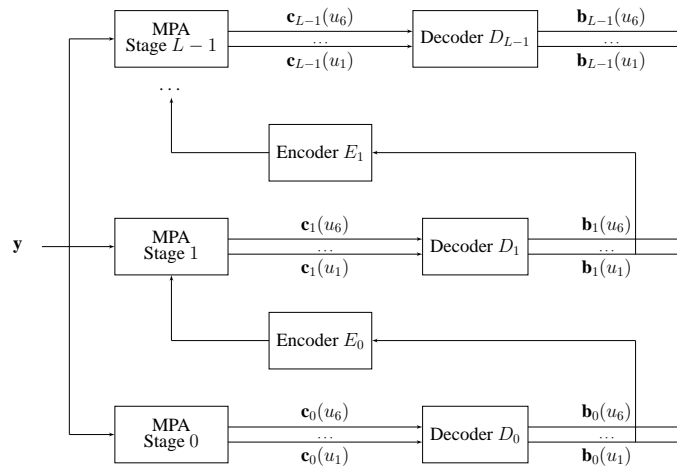 c_{L−1}(u_6)
b_{L−1}(u_6)
MPA
Stage L − 1
...
Decoder D_{L−1}
...
c_{L−1}(u_1)
b_{L−1}(u_1)
...
Encoder E_1
c_1(u_6)
b_1(u_6)
y
MPA
Stage 1
...
Decoder D_1
...
c_1(u_1)
b_1(u_1)
Encoder E_0
c_0(u_6)
b_0(u_6)
MPA
Stage 0
...
Decoder D_0
...
c_0(u_1)
b_0(u_1)